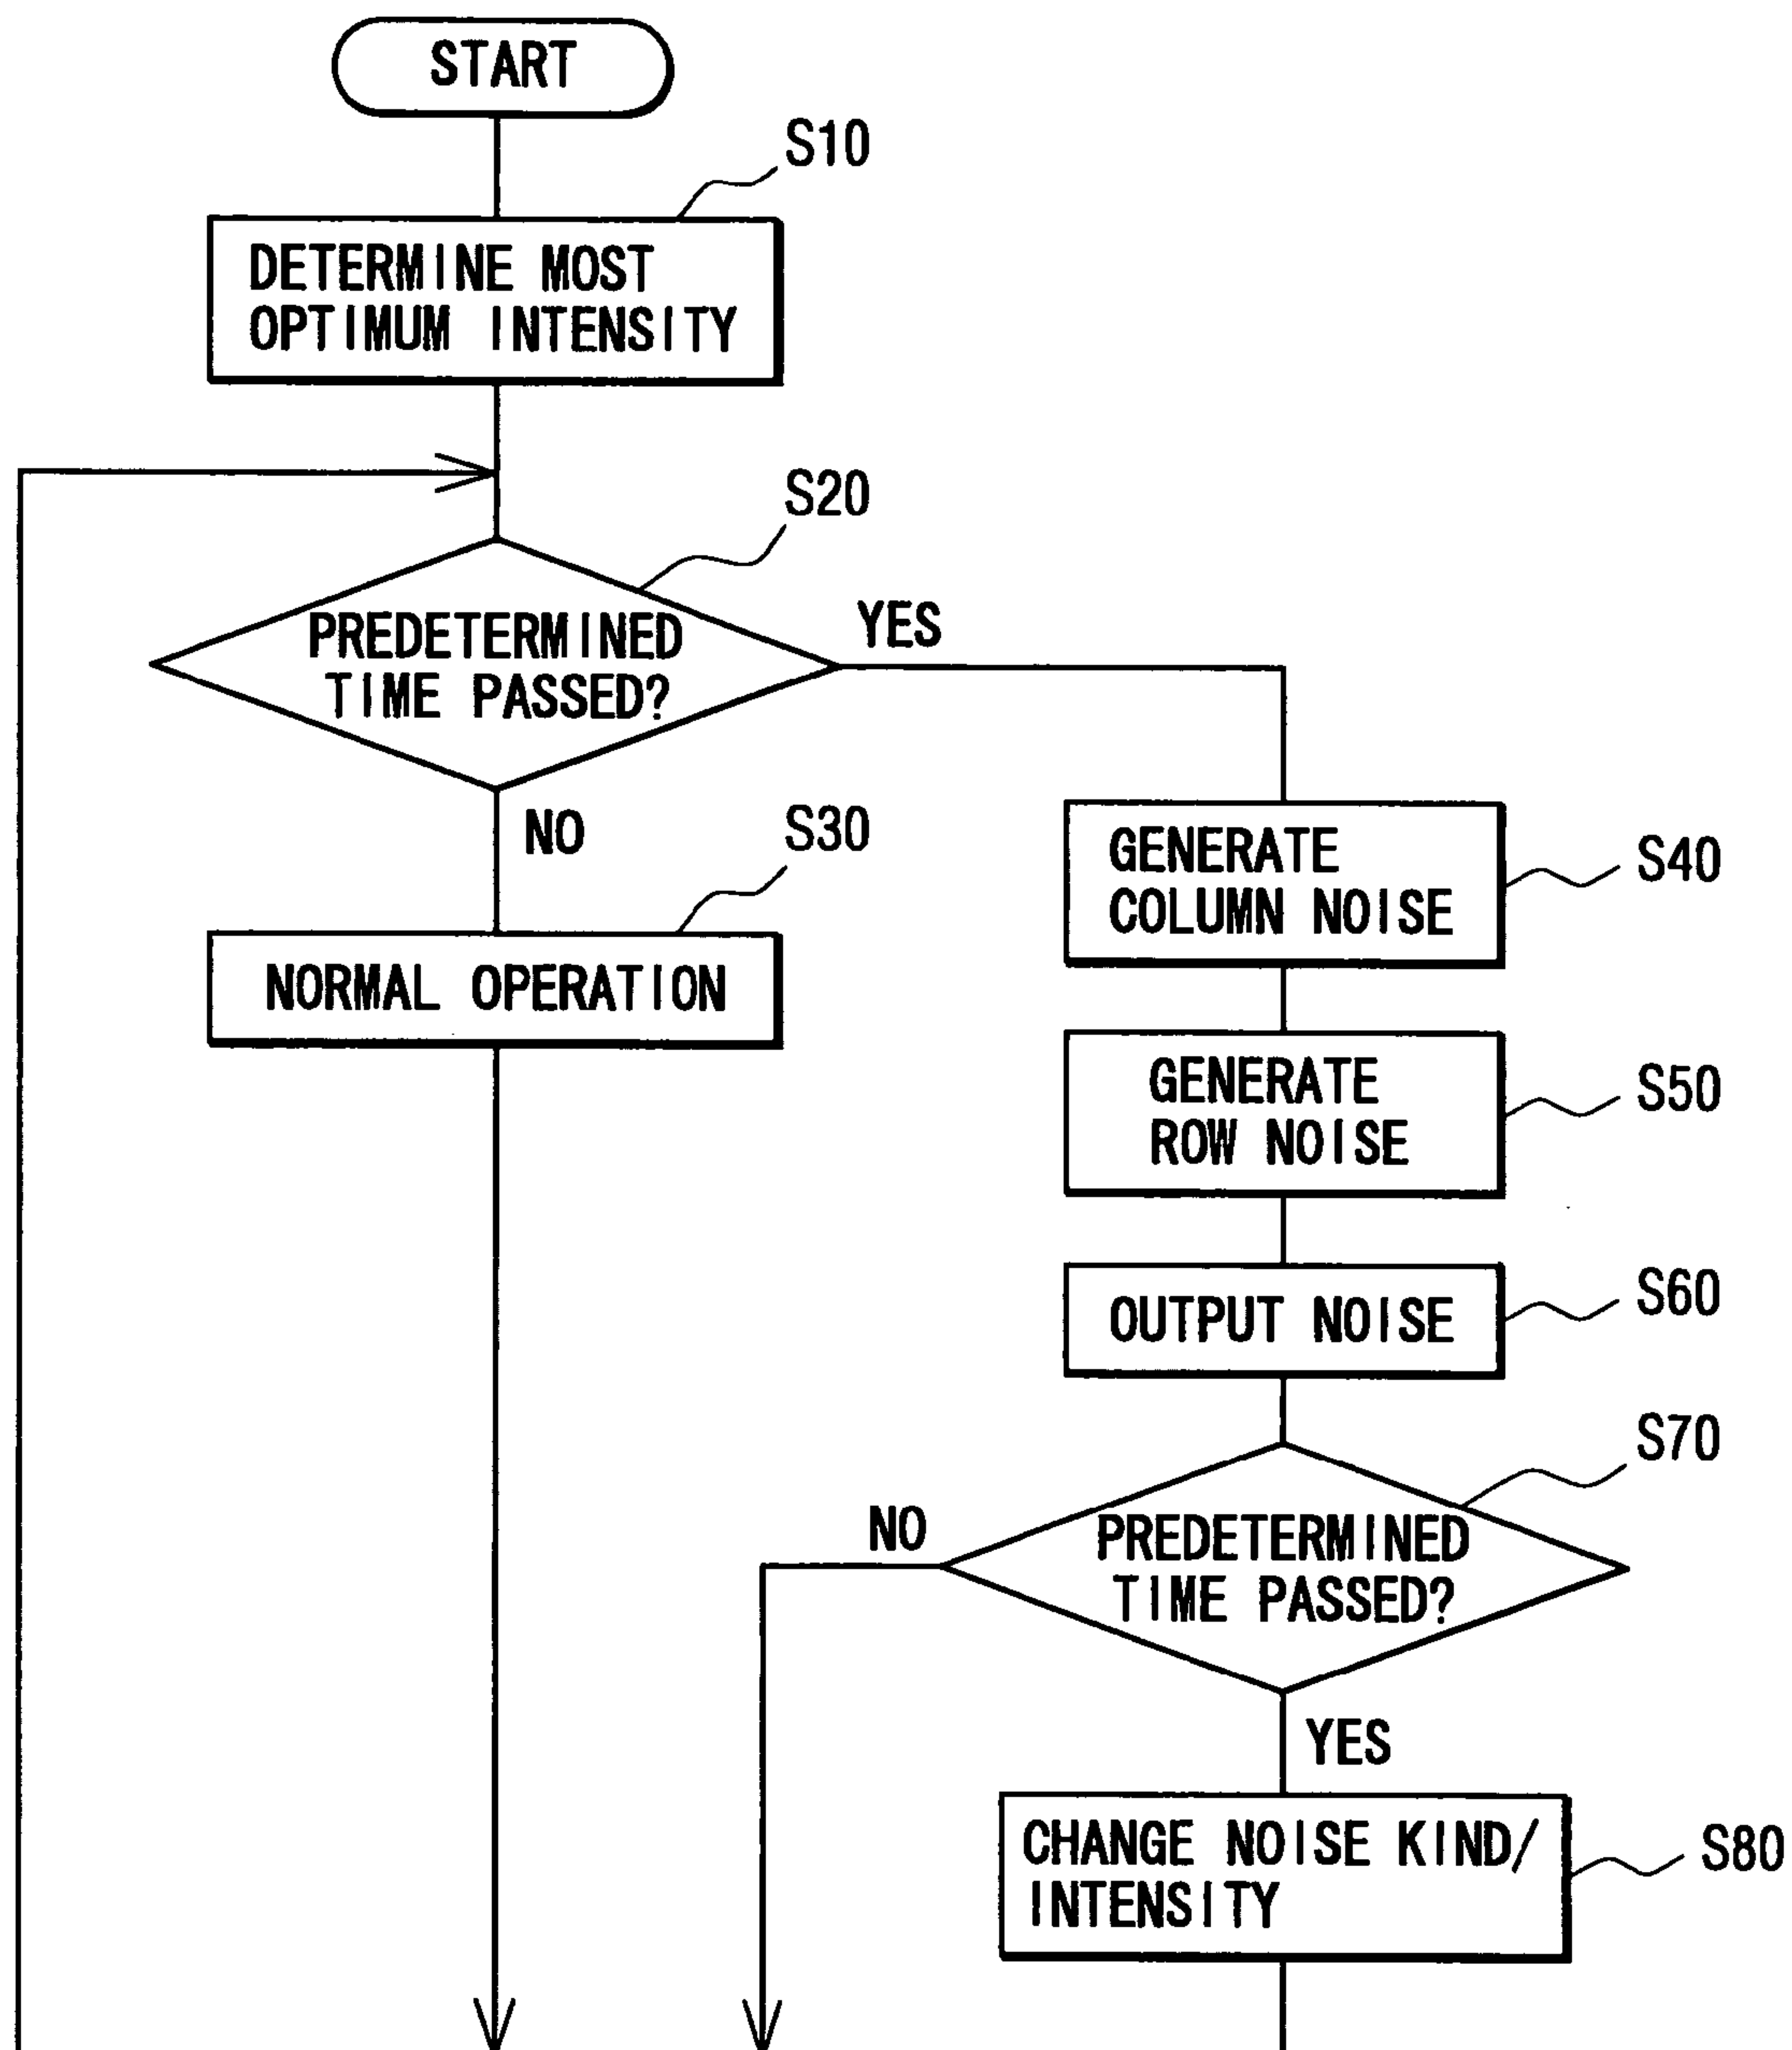 START
S10
DETERMINE MOST
OPTIMUM INTENSITY
S20
PREDETERMINED
TIME PASSED?
YES
NO
S30
NORMAL OPERATION
GENERATE
COLUMN NOISE
S40
GENERATE
ROW NOISE
S50
OUTPUT NOISE
S60
S70
PREDETERMINED
TIME PASSED?
NO
YES
CHANGE NOISE KIND/
INTENSITY
S80